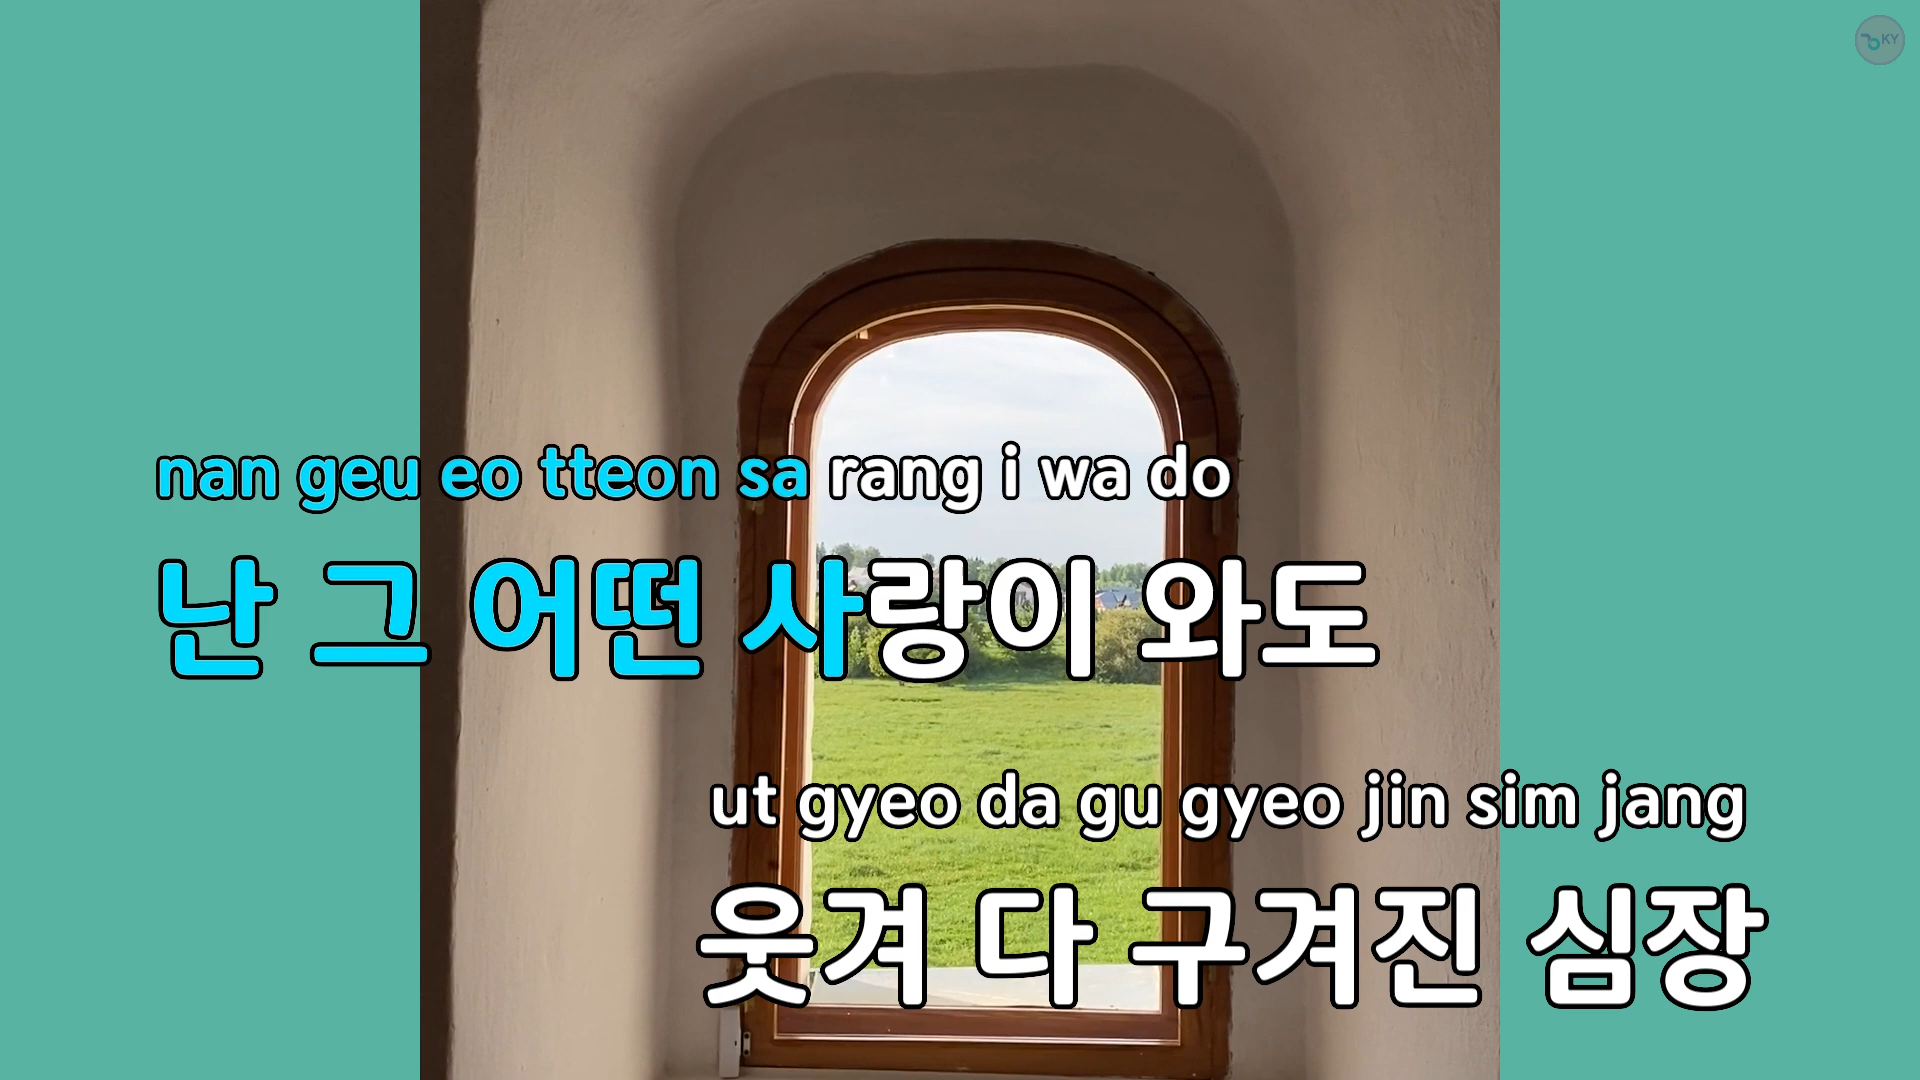 KY
nan geu eo tteon sa rang i wa do
난 그 어떤 사랑이 와도
ut gyeo da gu gyeo jin sim jang
웃겨 다 구겨진 심장